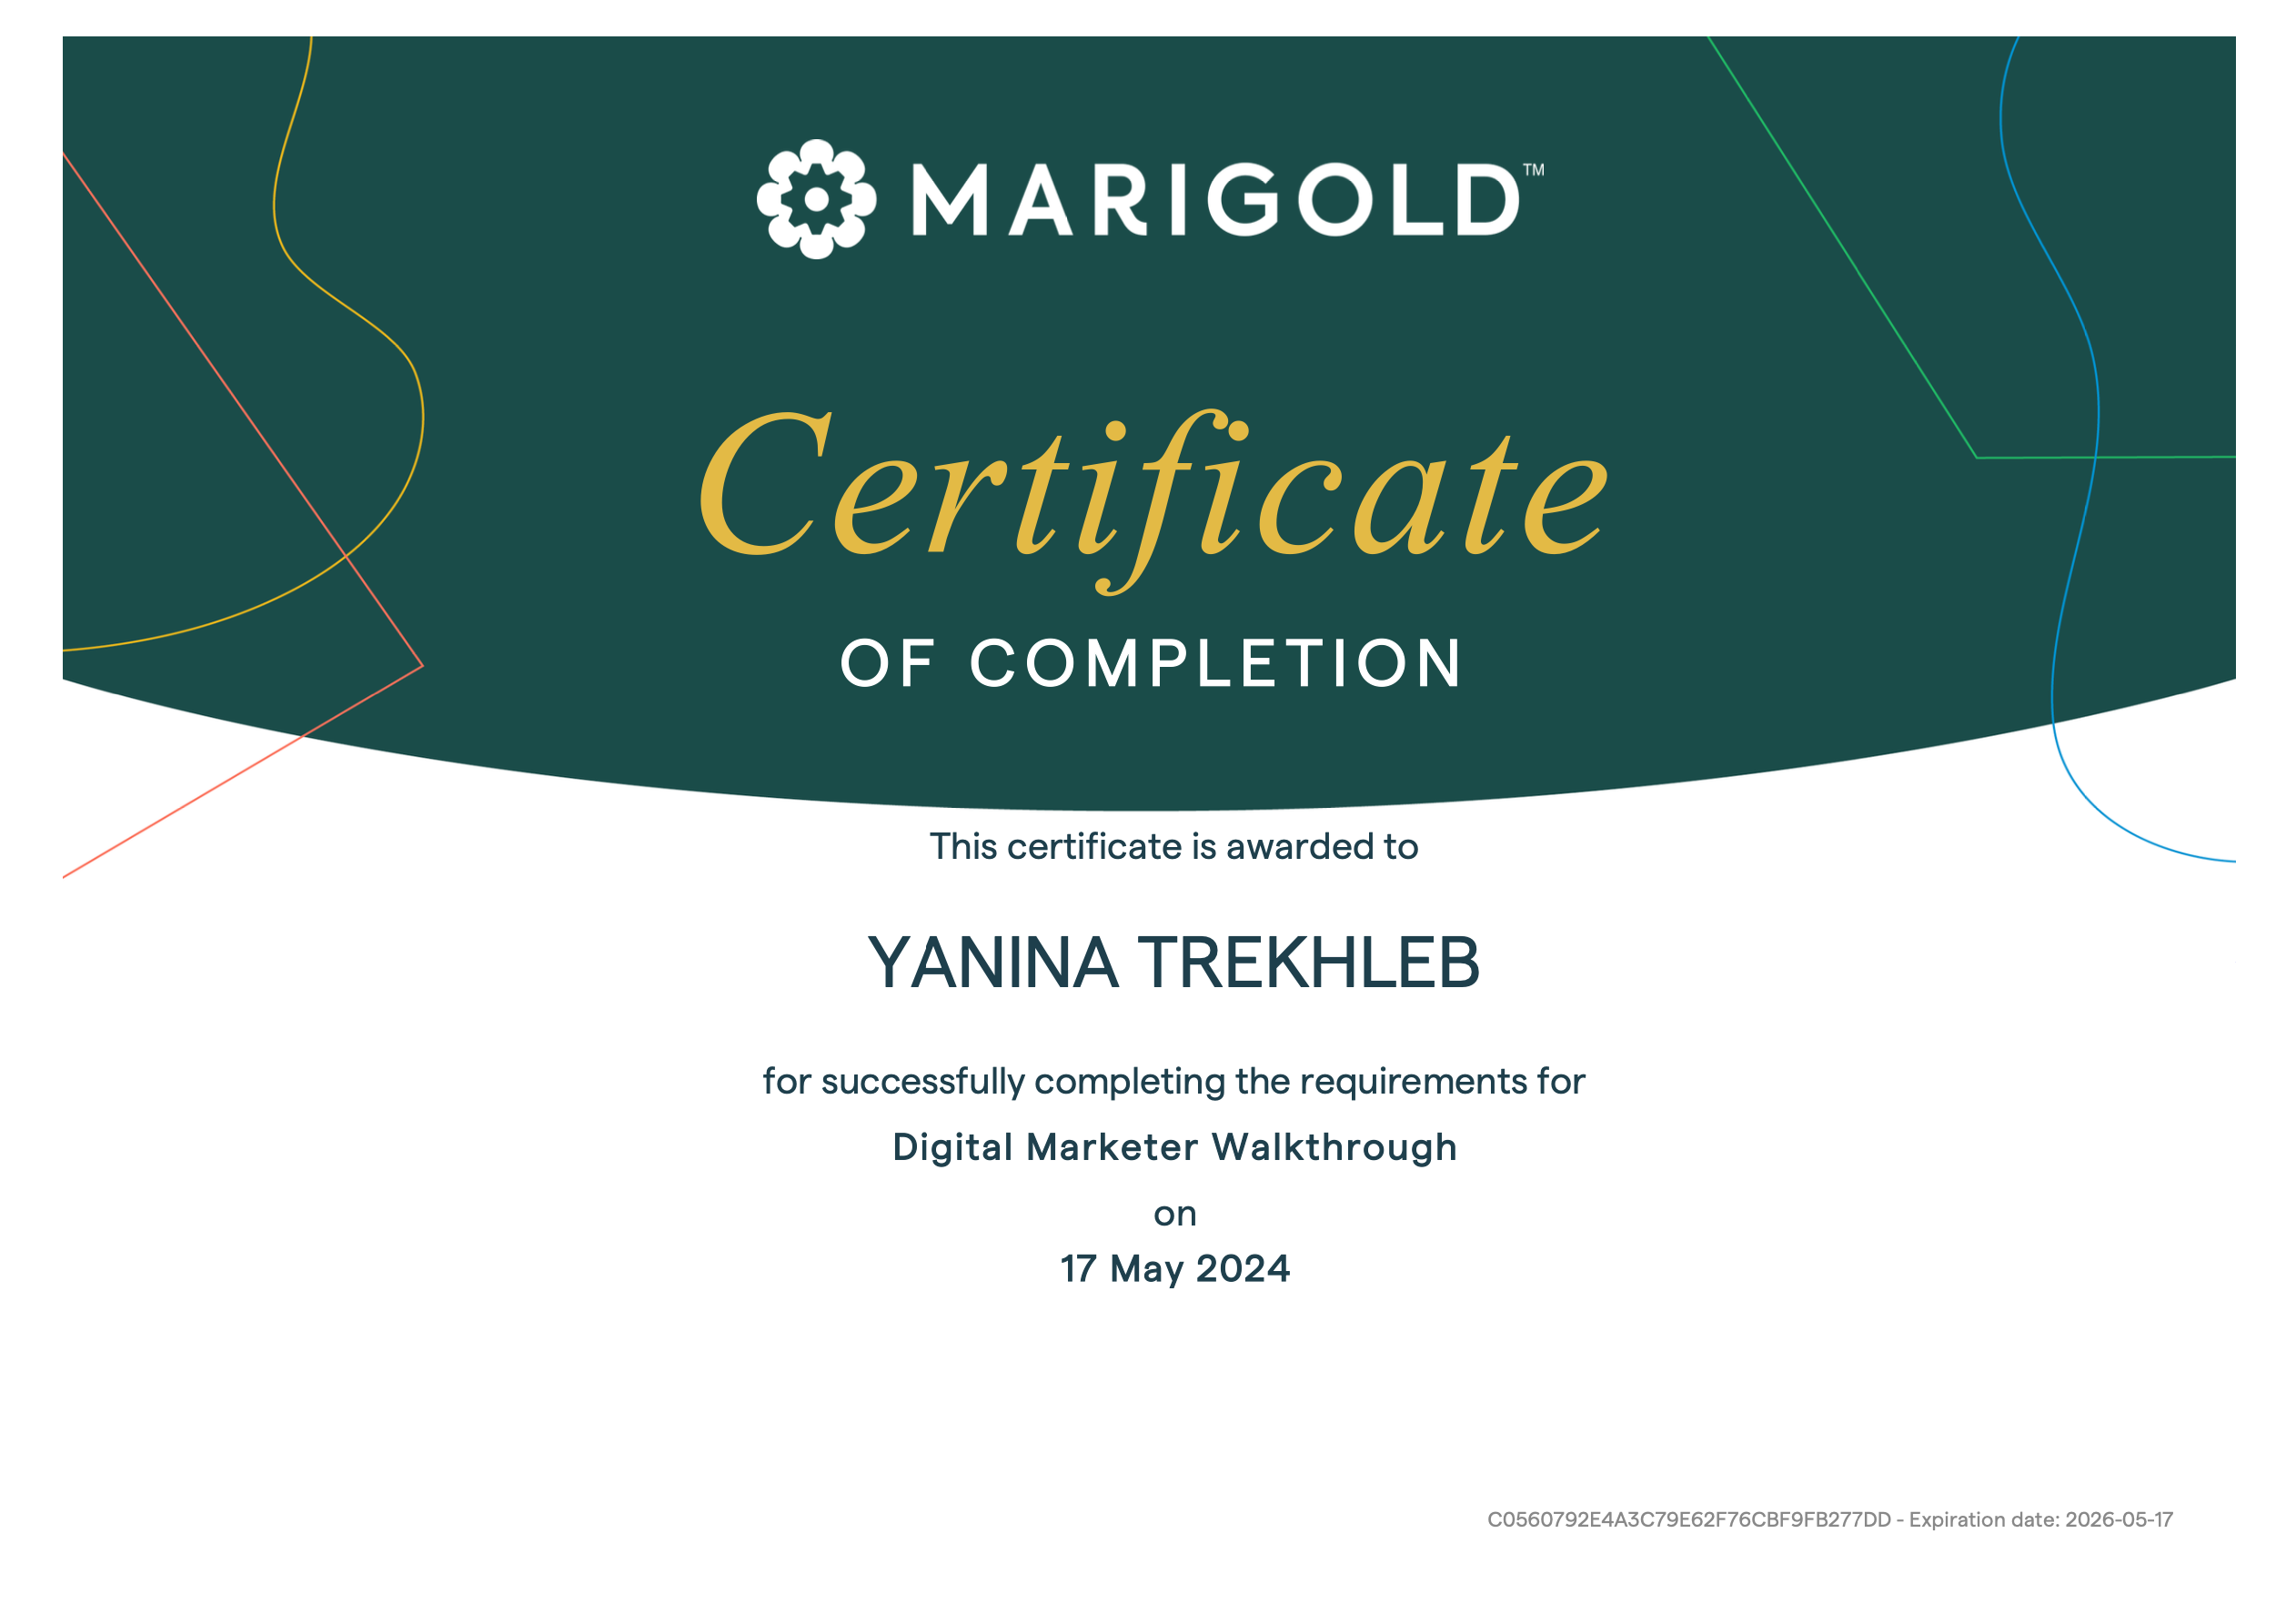 MARIGOLD™
Certificate
OF COMPLETION
This certificate is awarded to
YANINA TREKHLEB
for successfully completing the requirements for
Digital Marketer Walkthrough
on
17 May 2024
C0560792E4A3C79E62F76CBF9FB277DD - Expiration date: 2026-05-17